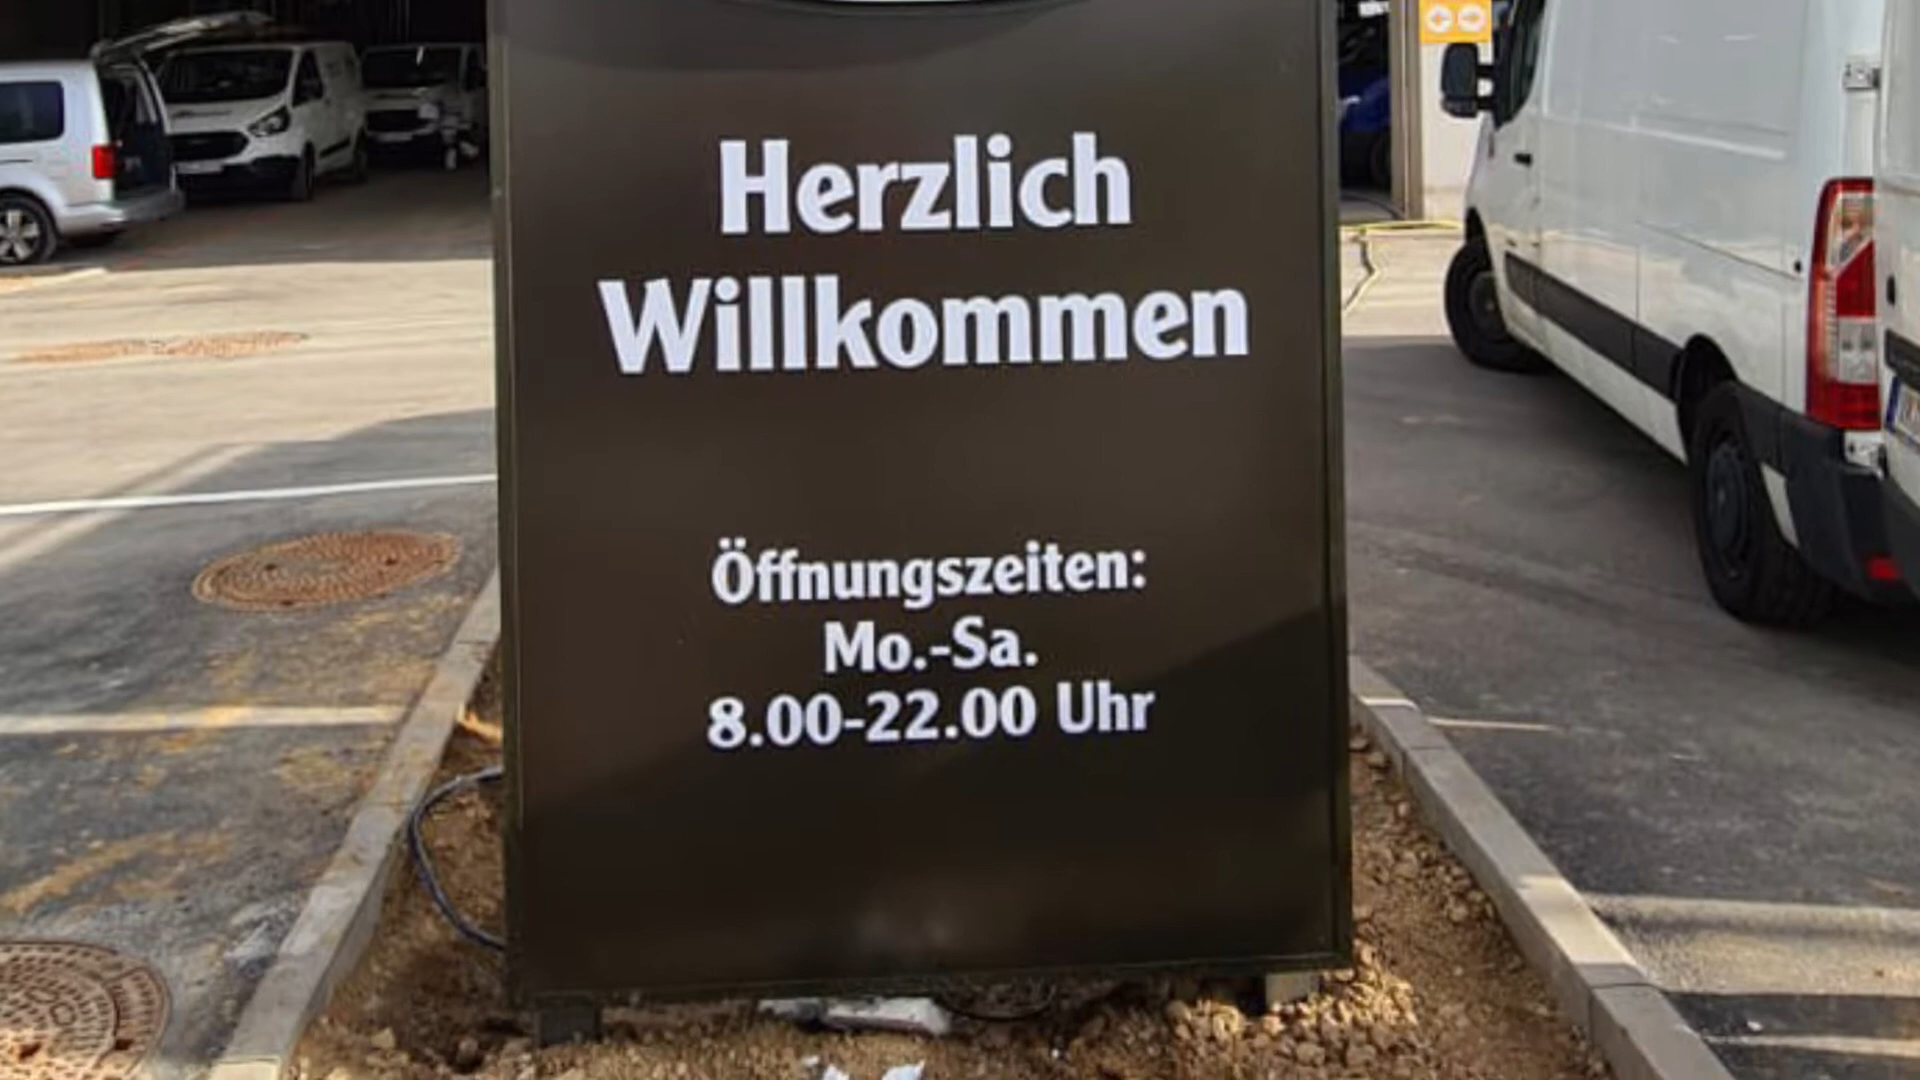 Herzlich
Willkommen
Öffnungszeiten:
Mo.-Sa.
8.00-22.00 Uhr